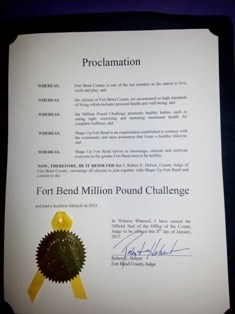 Proclamation
WHEREAS, Fort Bend County is one of the top counties in the nation to live,
work and play; and
WHEREAS, the citizens of Fort Bend County are accustomed to high standards
of living which includes personal health and well-being; and
WHEREAS, the Million Pound Challenge promotes healthy habits, such as
eating right, exercising and nurturing emotional health for
complete wellness; and
WHEREAS, Shape Up Fort Bend is an organization established to connect with
the community and raise awareness that foster a healthy lifestyle;
and
WHEREAS, Shape Up Fort Bend strives to encourage, educate and motivate
everyone in the greater Fort Bend area to be healthy;
NOW, THEREFORE, BE IT RESOLVED that I, Robert E. Hebert, County Judge of
Fort Bend County, encourage all citizens to join together with Shape Up Fort Bend and
commit to the
Fort Bend Million Pound Challenge
and lead a healthier lifestyle in 2013.
In Witness Whereof, I have caused the
Official Seal of the Office of the County
Judge to be affixed this 8th day of January,
2013.
Robert Hebert
Robert E. Hebert
Fort Bend County Judge